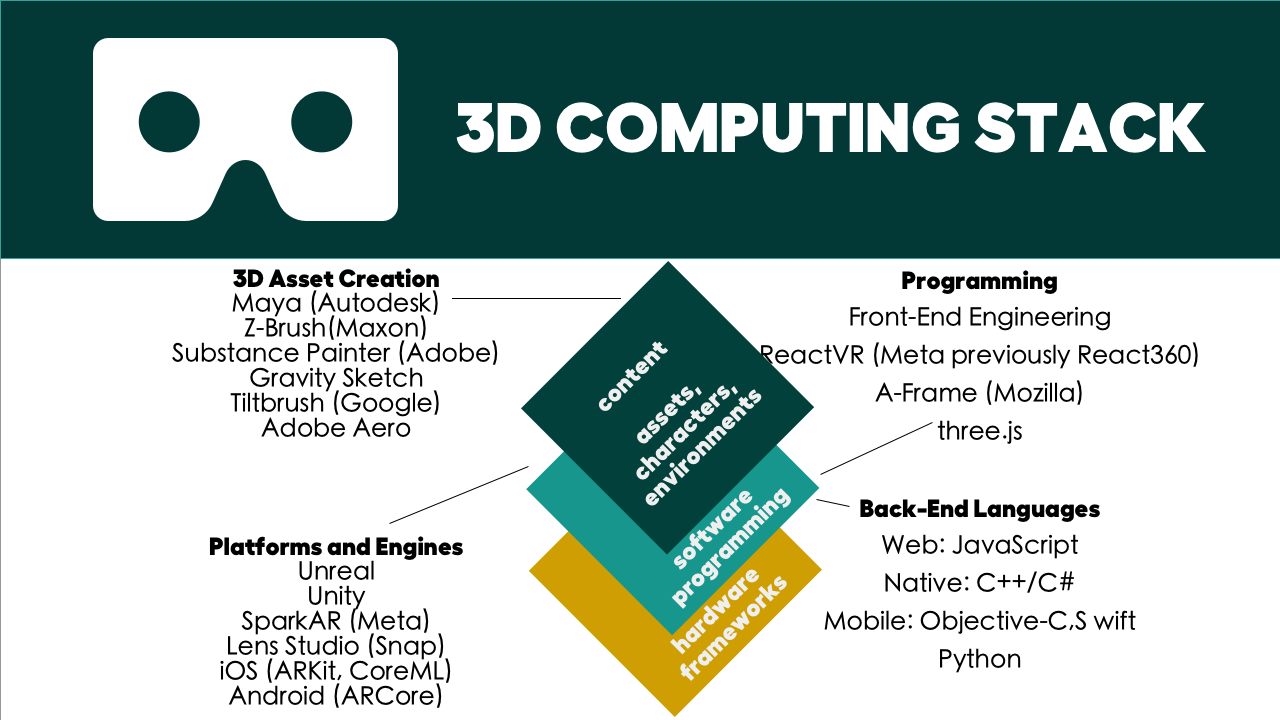 3D COMPUTING STACK
3D Asset Creation
Maya (Autodesk)
Z-Brush(Maxon)
Substance Painter (Adobe)
Gravity Sketch
Tiltbrush (Google)
Adobe Aero
Platforms and Engines
Unreal
Unity
SparkAR (Meta)
Lens Studio (Snap)
iOS (ARKit, CoreML)
Android (ARCore)
content
assets,
characters,
environments
software
programming
hardware
frameworks
Programming
Front-End Engineering
ReactVR (Meta previously React360)
A-Frame (Mozilla)
three.js
Back-End Languages
Web: JavaScript
Native: C++/C#
Mobile: Objective-C,S wift
Python